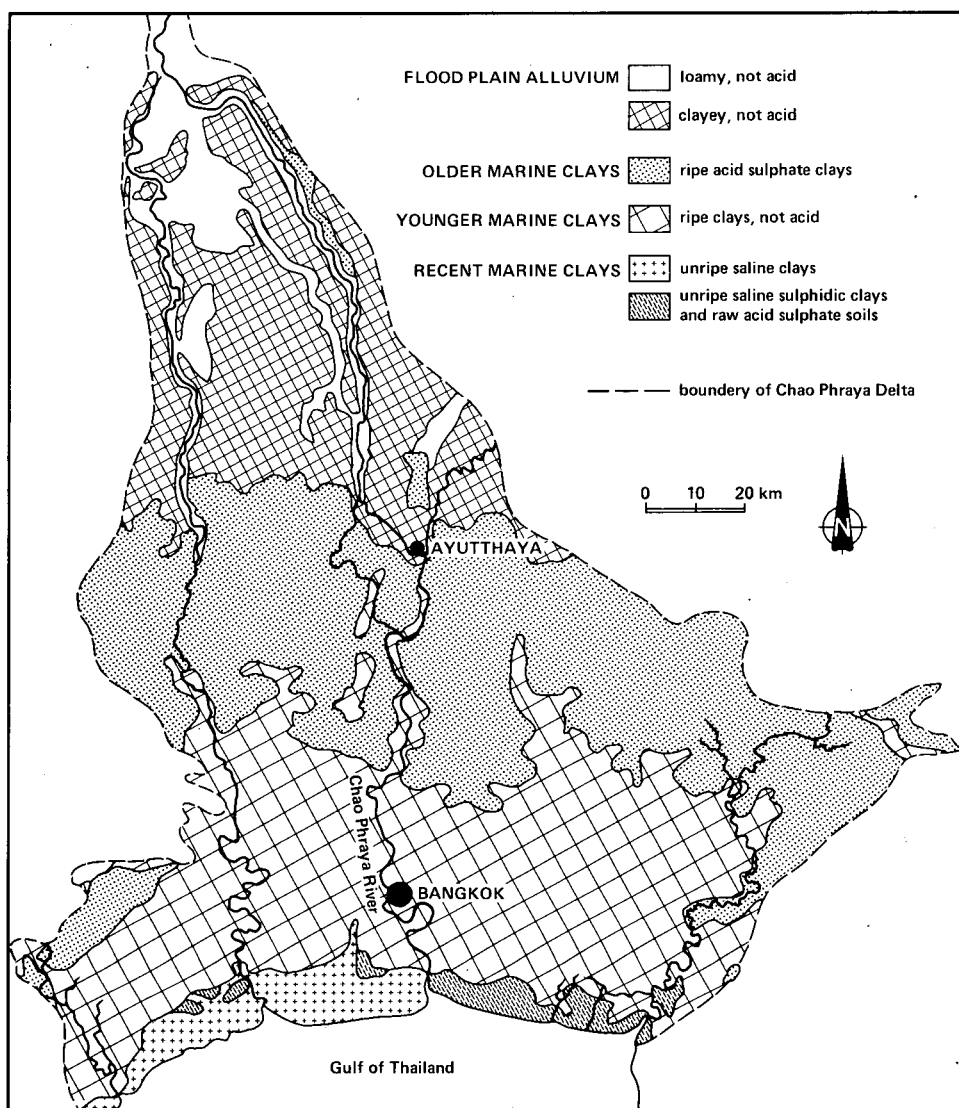 FLOOD PLAIN ALLUVIUM loamy, not acid
clayey, not acid
OLDER MARINE CLAYS ripe acid sulphate clays
YOUNGER MARINE CLAYS ripe clays, not acid
RECENT MARINE CLAYS unripe saline clays
unripe saline sulphidic clays
and raw acid sulphate soils
boundery of Chao Phraya Delta
0 10 20 km
N
AYUTTHAYA
Chao Phraya River
BANGKOK
Gulf of Thailand